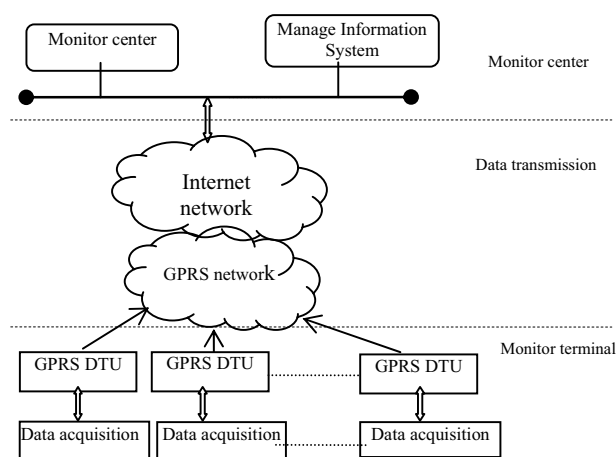 Monitor center
Manage Information
System
Monitor center
Data transmission
Internet
network
GPRS network
Monitor terminal
GPRS DTU
GPRS DTU
GPRS DTU
Data acquisition
Data acquisition
Data acquisition